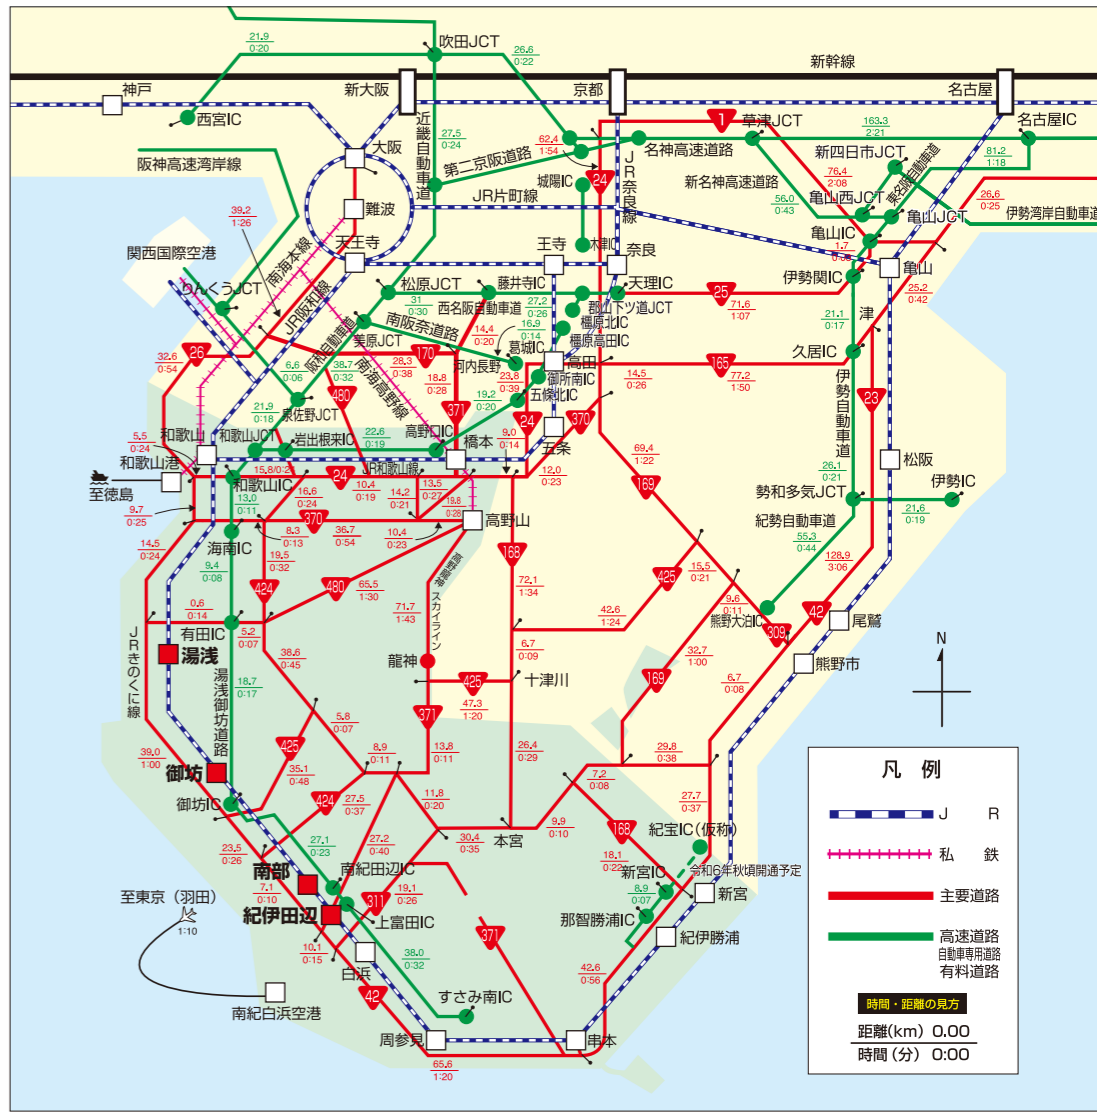 21.9
0:20
吹田JCT
26.6
0:22
新幹線
神戸
新大阪
京都
名古屋
西宮IC
近畿自動車道
27.5
0:24
62.4
1:54
1
草津JCT
163.3
2:21
名古屋IC
大阪
阪神高速湾岸線
第二京阪道路
名神高速道路
新四日市JCT
81.2
1:18
東名阪自動車道
城陽IC
24
JR奈良線
新名神高速道路
76.4
2:08
26.6
0:25
JR片町線
56.0
0:43
亀山西JCT
亀山JCT
伊勢湾岸自動車道
39.2
1:26
難波
天王寺
木津IC
亀山IC
関西国際空港
南海本線
王寺
奈良
1.7
亀山
りんくうJCT
JR阪和線
松原JCT
藤井寺IC
天理IC
伊勢関IC
31
0:30
西名阪自動車道
27.2
0:26
郡山下ツ道JCT
25
71.6
1:07
25.2
0:42
阪和自動車道
美原JCT
南阪奈道路
14.4
0:20
16.9
0:14
橿原北IC
橿原高田IC
21.1
0:17
津
32.6
0:54
26
170
葛城IC
久居IC
6.6
0:06
38.7
0:32
28.3
0:38
18.8
0:28
河内長野
高田
14.5
0:26
165
77.2
1:50
南海高野線
23.8
0:39
御所南IC
480
371
19.2
0:20
五條北IC
23
21.9
0:18
泉佐野JCT
24
370
伊勢自動車道
和歌山
和歌山JCT
岩出根来IC
22.6
0:19
高野口IC
橋本
9.0
0:14
五条
69.4
1:22
松阪
5.5
0:24
和歌山港
至徳島
15.8/0:2
JR和歌山線
24
12.0
0:23
26.1
0:21
和歌山IC
13.0
0:11
16.6
0:24
10.4
0:19
14.2
0:21
13.5
0:27
19.8
0:28
169
勢和多気JCT
伊勢IC
21.6
0:19
9.7
0:25
370
高野山
紀勢自動車道
14.5
0:24
海南IC
8.3
0:13
36.7
0:54
10.4
0:23
168
55.3
0:44
9.4
0:08
19.5
0:32
高野龍神スカイライン
15.5
0:21
128.9
3:06
424
480
65.5
1:30
72.1
1:34
425
0.6
0:14
71.7
1:43
42.6
1:24
9.6
0:11
熊野大泊IC
42
尾鷲
有田IC
5.2
0:07
309
JRきのくに線
湯浅
38.6
0:45
龍神
6.7
0:09
32.7
1:00
熊野市
N
湯浅御坊道路
18.7
0:17
425
十津川
169
6.7
0:08
47.3
1:20
5.8
0:07
371
39.0
1:00
425
8.9
0:11
13.8
0:11
26.4
0:29
29.8
0:38
御坊
35.1
0:48
7.2
0:08
凡 例
御坊IC
424
27.5
0:37
11.8
0:20
27.7
0:37
J R
23.5
0:26
27.1
0:23
27.2
0:40
30.4
0:35
本宮
9.9
0:10
168
紀宝IC(仮称)
私 鉄
南部
南紀田辺IC
18.1
0:22
令和6年秋頃開通予定
7.1
0:10
19.1
0:26
新宮IC
新宮
主要道路
至東京(羽田)
1:10
紀伊田辺
311
8.9
0:07
上富田IC
那智勝浦IC
高速道路
自動車専用道路
有料道路
10.1
0:15
白浜
38.0
0:32
371
紀伊勝浦
42
すさみ南IC
42.6
0:56
時間・距離の見方
南紀白浜空港
距離(km) 0.00
時間(分) 0:00
周参見
串本
65.6
1:20